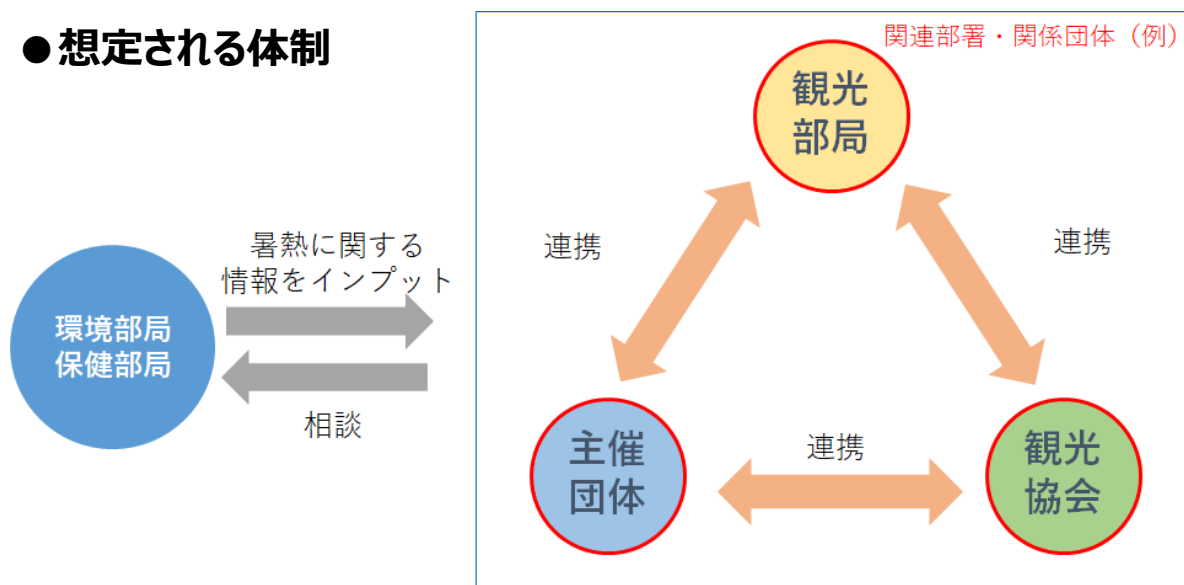 ●想定される体制
関連部署・関係団体（例）
観光
部局
連携
連携
暑熱に関する
情報をインプット
環境部局
保健部局
相談
主催
団体
連携
観光
協会